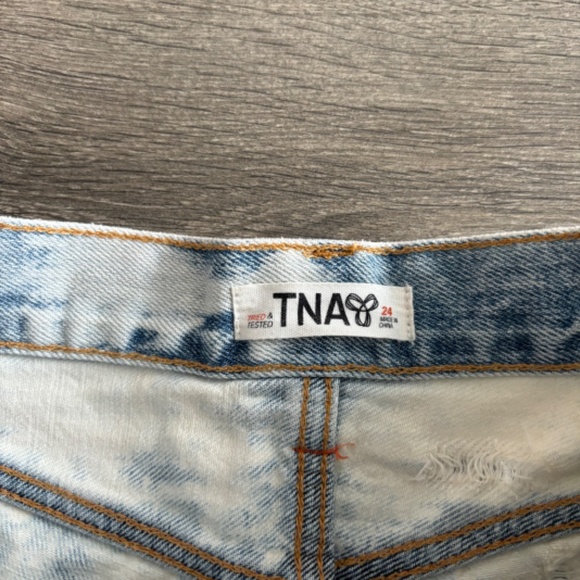 TRIED &
TESTED
TNA
24
MADE IN
CHINA